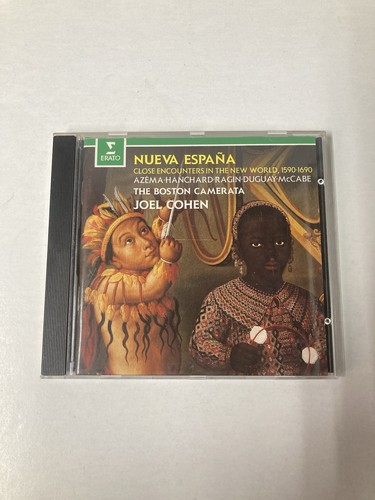 ERATO
NUEVA ESPAÑA
CLOSE ENCOUNTERS IN THE NEW WORLD, 1590-1690
AZÉMA·HANCHARD·RAGIN·DUGUAY·McCABE
THE BOSTON CAMERATA
JOEL COHEN